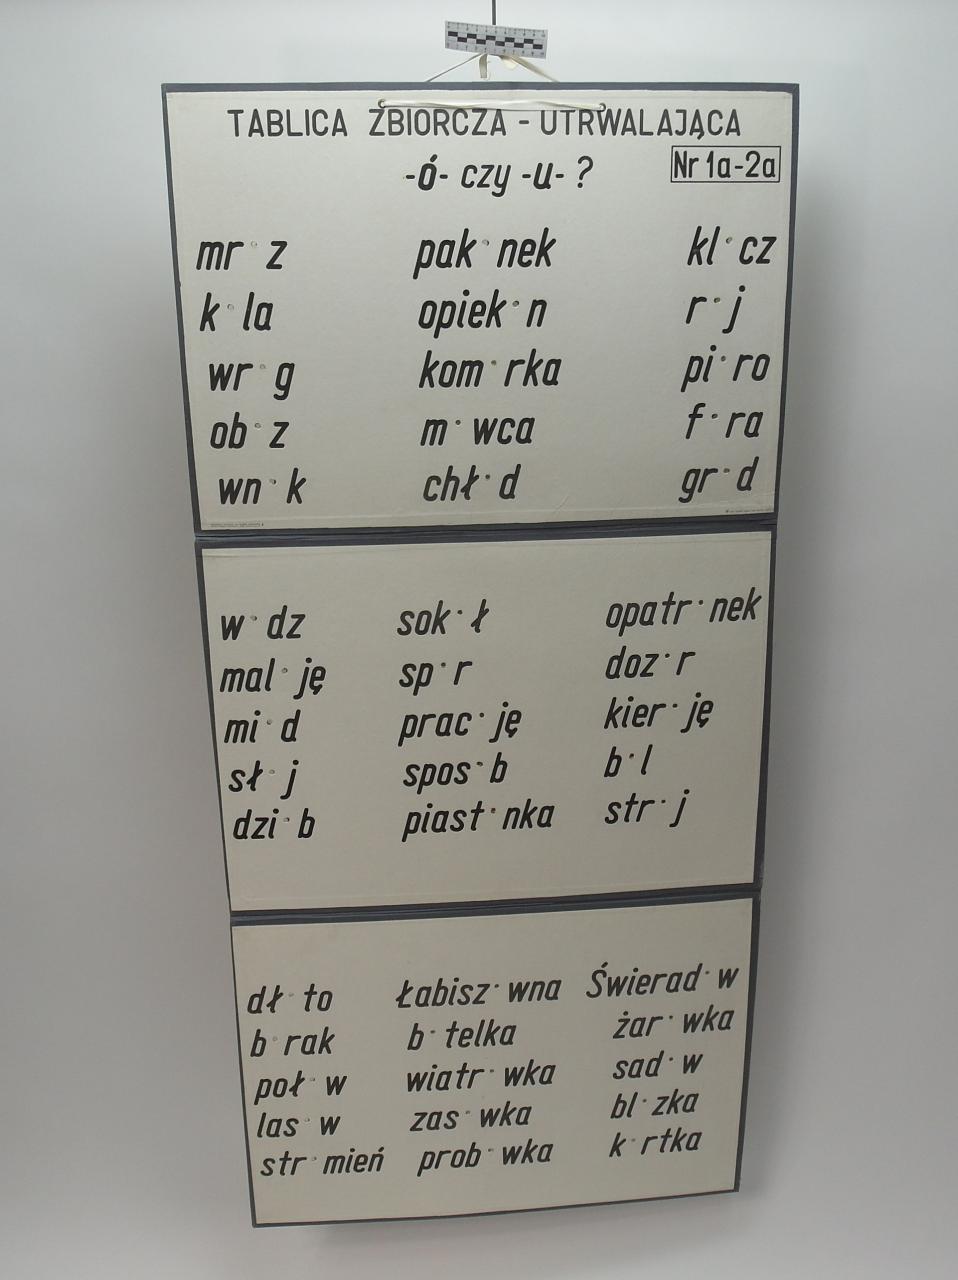 TABLICA ZBIORCZA - UTRWALAJĄCA
-ó- czy -u- ?
Nr 1a-2a
mr z pak nek kl cz
k la opiek n r j
wr g kom rka pi ro
ob z m wca f ra
wn k chł d gr d
w dz sok ł opatr nek
mal ję sp r doz r
mi d prac ję kier ję
sł j spos b b l
dzi b piast nka str j
dł to Łabisz wna Świerad w
b rak b telka żar wka
poł w wiatr wka sad w
las w zas wka bl zka
str mień prob wka k rtka